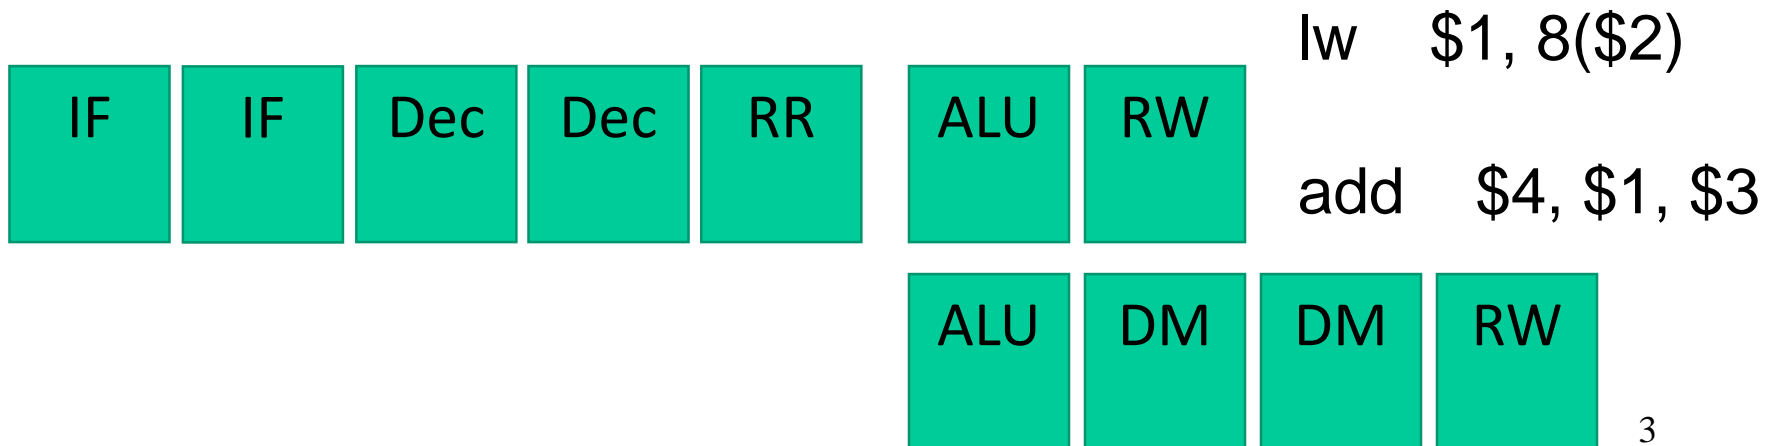 lw $1, 8($2)
IF IF Dec Dec RR ALU RW
add $4, $1, $3
ALU DM DM RW
3